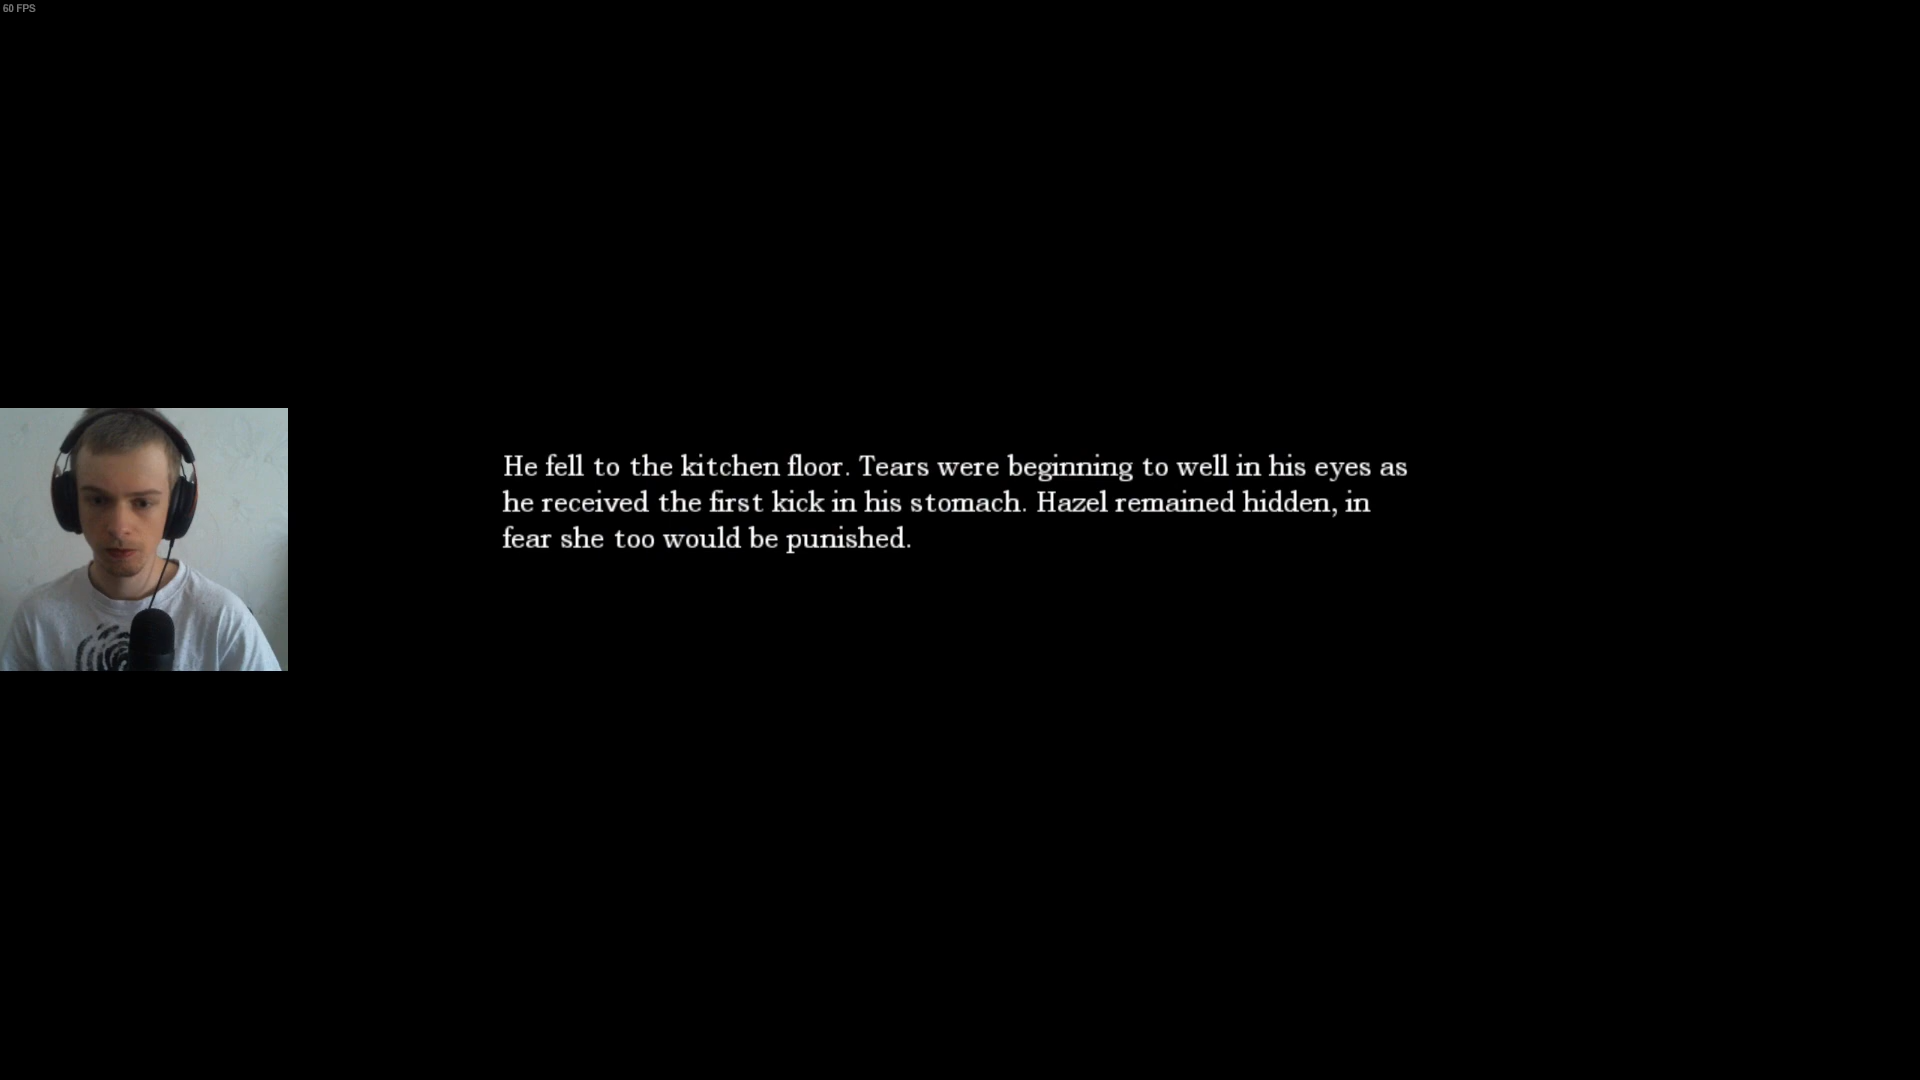 60 FPS
He fell to the kitchen floor. Tears were beginning to well in his eyes as
he received the first kick in his stomach. Hazel remained hidden, in
fear she too would be punished.